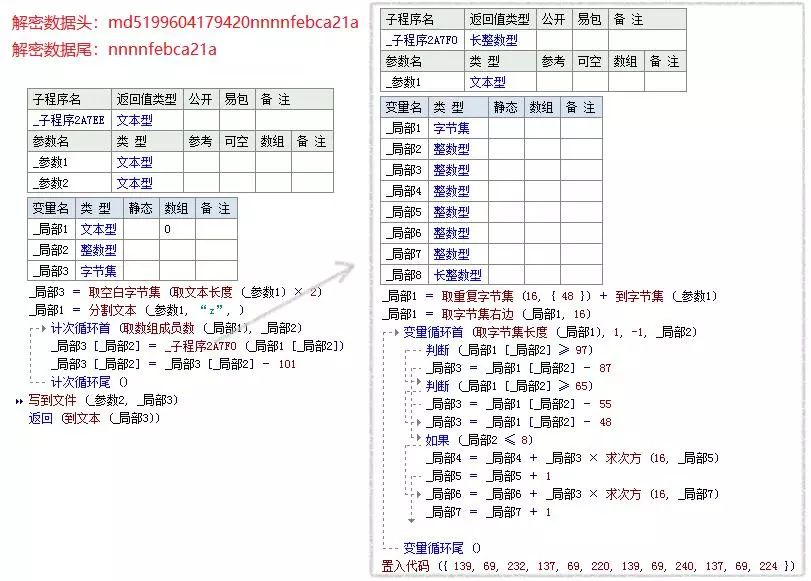 解密数据头：md5199604179420nnnnfebca21a
解密数据尾：nnnnfebca21a
子程序名 返回值类型 公开 易包 备 注
_子程序2A7EE 文本型
参数名 类 型 参考 可空 数组 备 注
_参数1 文本型
_参数2 文本型
变量名 类 型 静态 数组 备 注
_局部1 文本型 0
_局部2 整数型
_局部3 字节集
_局部3 = 取空白字节集 (取文本长度 (_参数1) × 2)
_局部1 = 分割文本 (_参数1, “z”, )
计次循环首 (取数组成员数 (_局部1), _局部2)
_局部3 [_局部2] = _子程序2A7F0 (_局部1 [_局部2])
_局部3 [_局部2] = _局部3 [_局部2] - 101
计次循环尾 ()
写到文件 (_参数2, _局部3)
返回 (到文本 (_局部3))
子程序名 返回值类型 公开 易包 备 注
_子程序2A7F0 长整数型
参数名 类 型 参考 可空 数组 备 注
_参数1 文本型
变量名 类 型 静态 数组 备 注
_局部1 字节集
_局部2 整数型
_局部3 整数型
_局部4 整数型
_局部5 整数型
_局部6 整数型
_局部7 整数型
_局部8 长整数型
_局部1 = 取重复字节集 (16, { 48 }) + 到字节集 (_参数1)
_局部1 = 取字节集右边 (_局部1, 16)
变量循环首 (取字节集长度 (_局部1), 1, -1, _局部2)
判断 (_局部1 [_局部2] ≥ 97)
_局部3 = _局部1 [_局部2] - 87
判断 (_局部1 [_局部2] ≥ 65)
_局部3 = _局部1 [_局部2] - 55
_局部3 = _局部1 [_局部2] - 48
如果 (_局部2 ≤ 8)
_局部4 = _局部4 + _局部3 × 求次方 (16, _局部5)
_局部5 = _局部5 + 1
_局部6 = _局部6 + _局部3 × 求次方 (16, _局部7)
_局部7 = _局部7 + 1
变量循环尾 ()
置入代码 ({ 139, 69, 232, 137, 69, 220, 139, 69, 240, 137, 69, 224 })